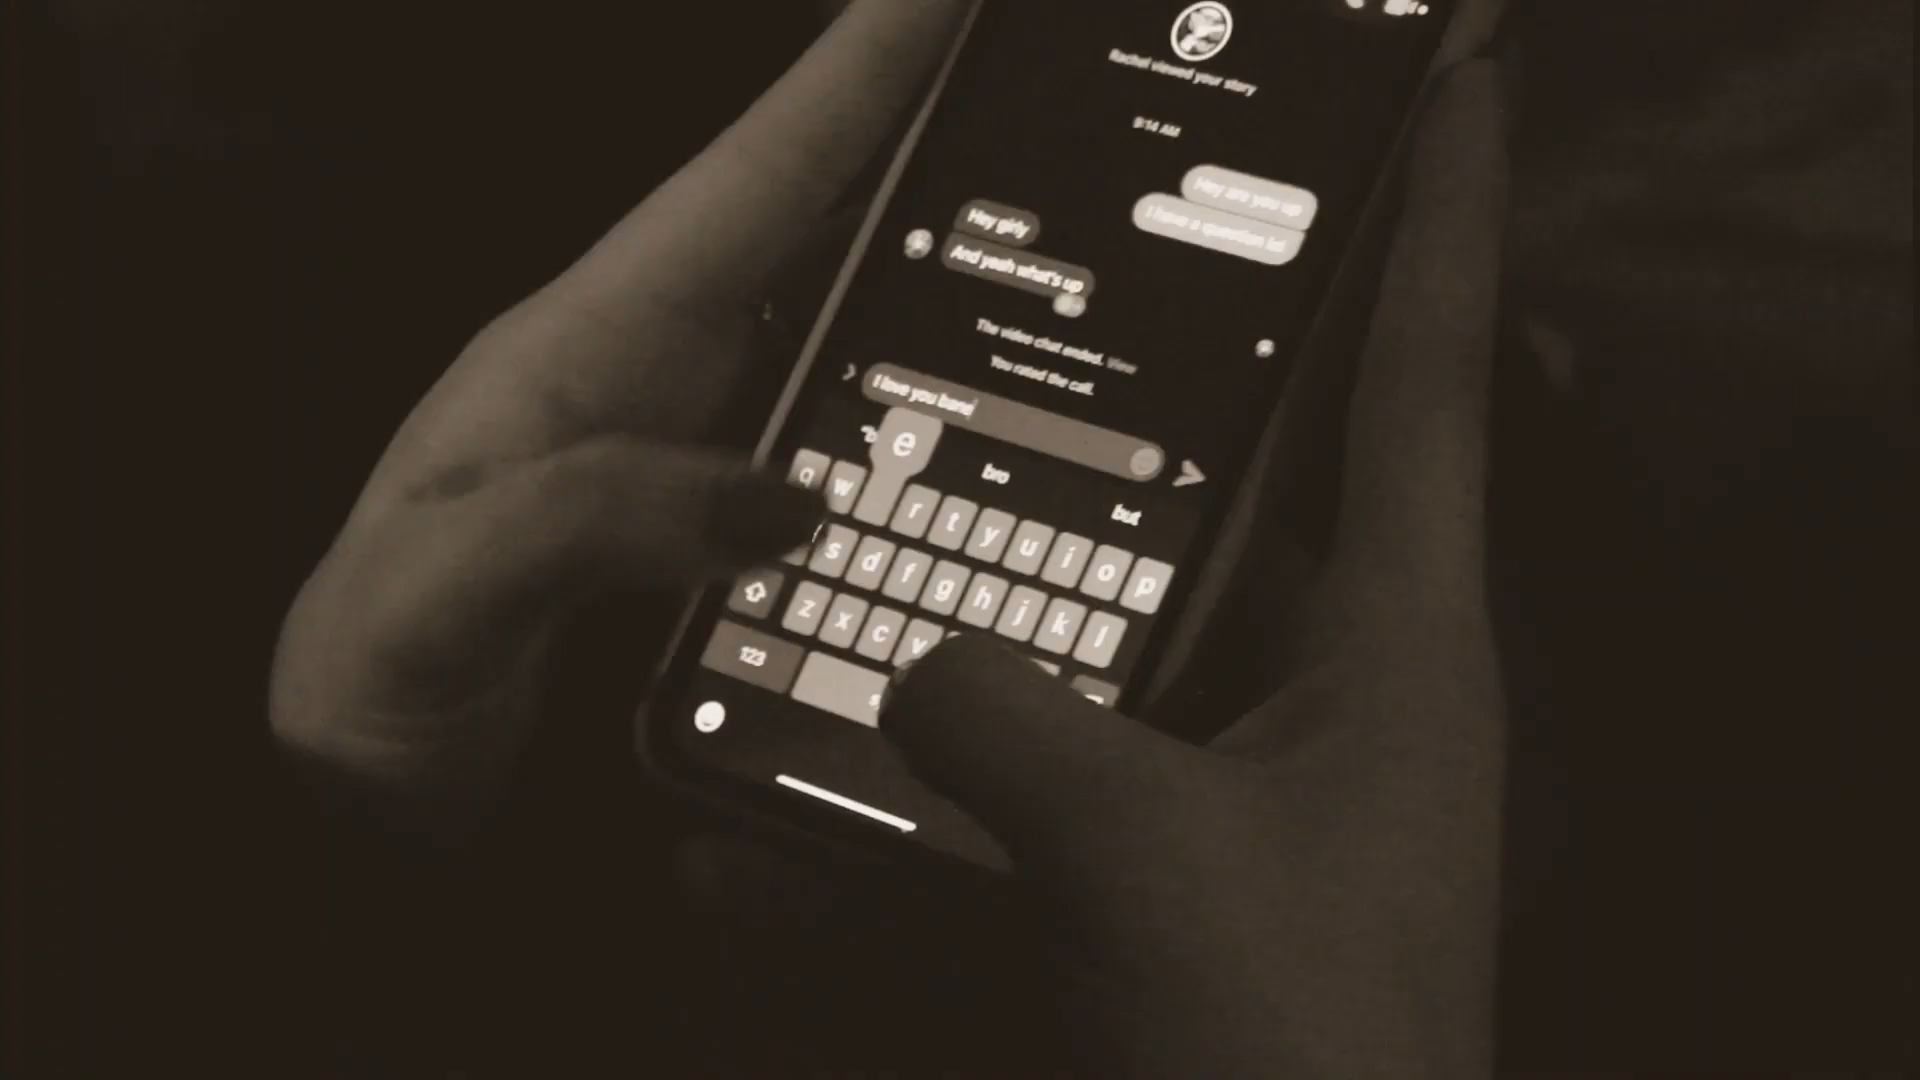 Rachel viewed your story
9:14 AM
Hey are you up
I have a question lol
Hey girly
And yeah what's up
The video chat ended. View
You rated the call.
I love you bane
"b
bro
but
e
q w r t y u i o p
s d f g h j k l
z x c v
123
s